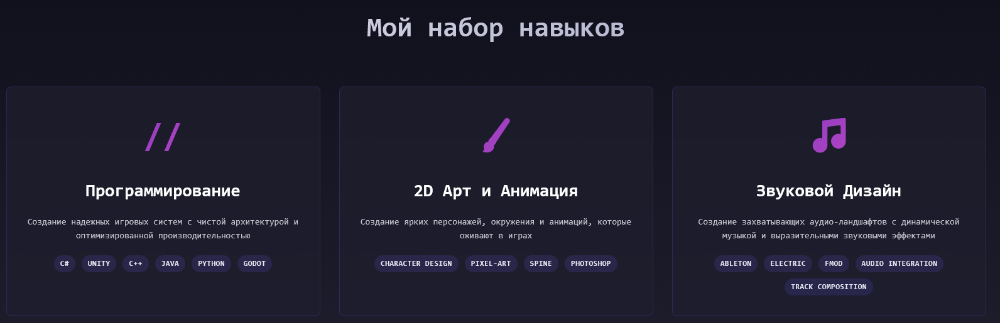 Мой набор навыков
//
Программирование
Создание надежных игровых систем с чистой архитектурой и
оптимизированной производительностью
C# UNITY C++ JAVA PYTHON GODOT
2D Арт и Анимация
Создание ярких персонажей, окружения и анимаций, которые
оживают в играх
CHARACTER DESIGN PIXEL-ART SPINE PHOTOSHOP
Звуковой Дизайн
Создание захватывающих аудио-ландшафтов с динамической
музыкой и выразительными звуковыми эффектами
ABLETON ELECTRIC FMOD AUDIO INTEGRATION
TRACK COMPOSITION